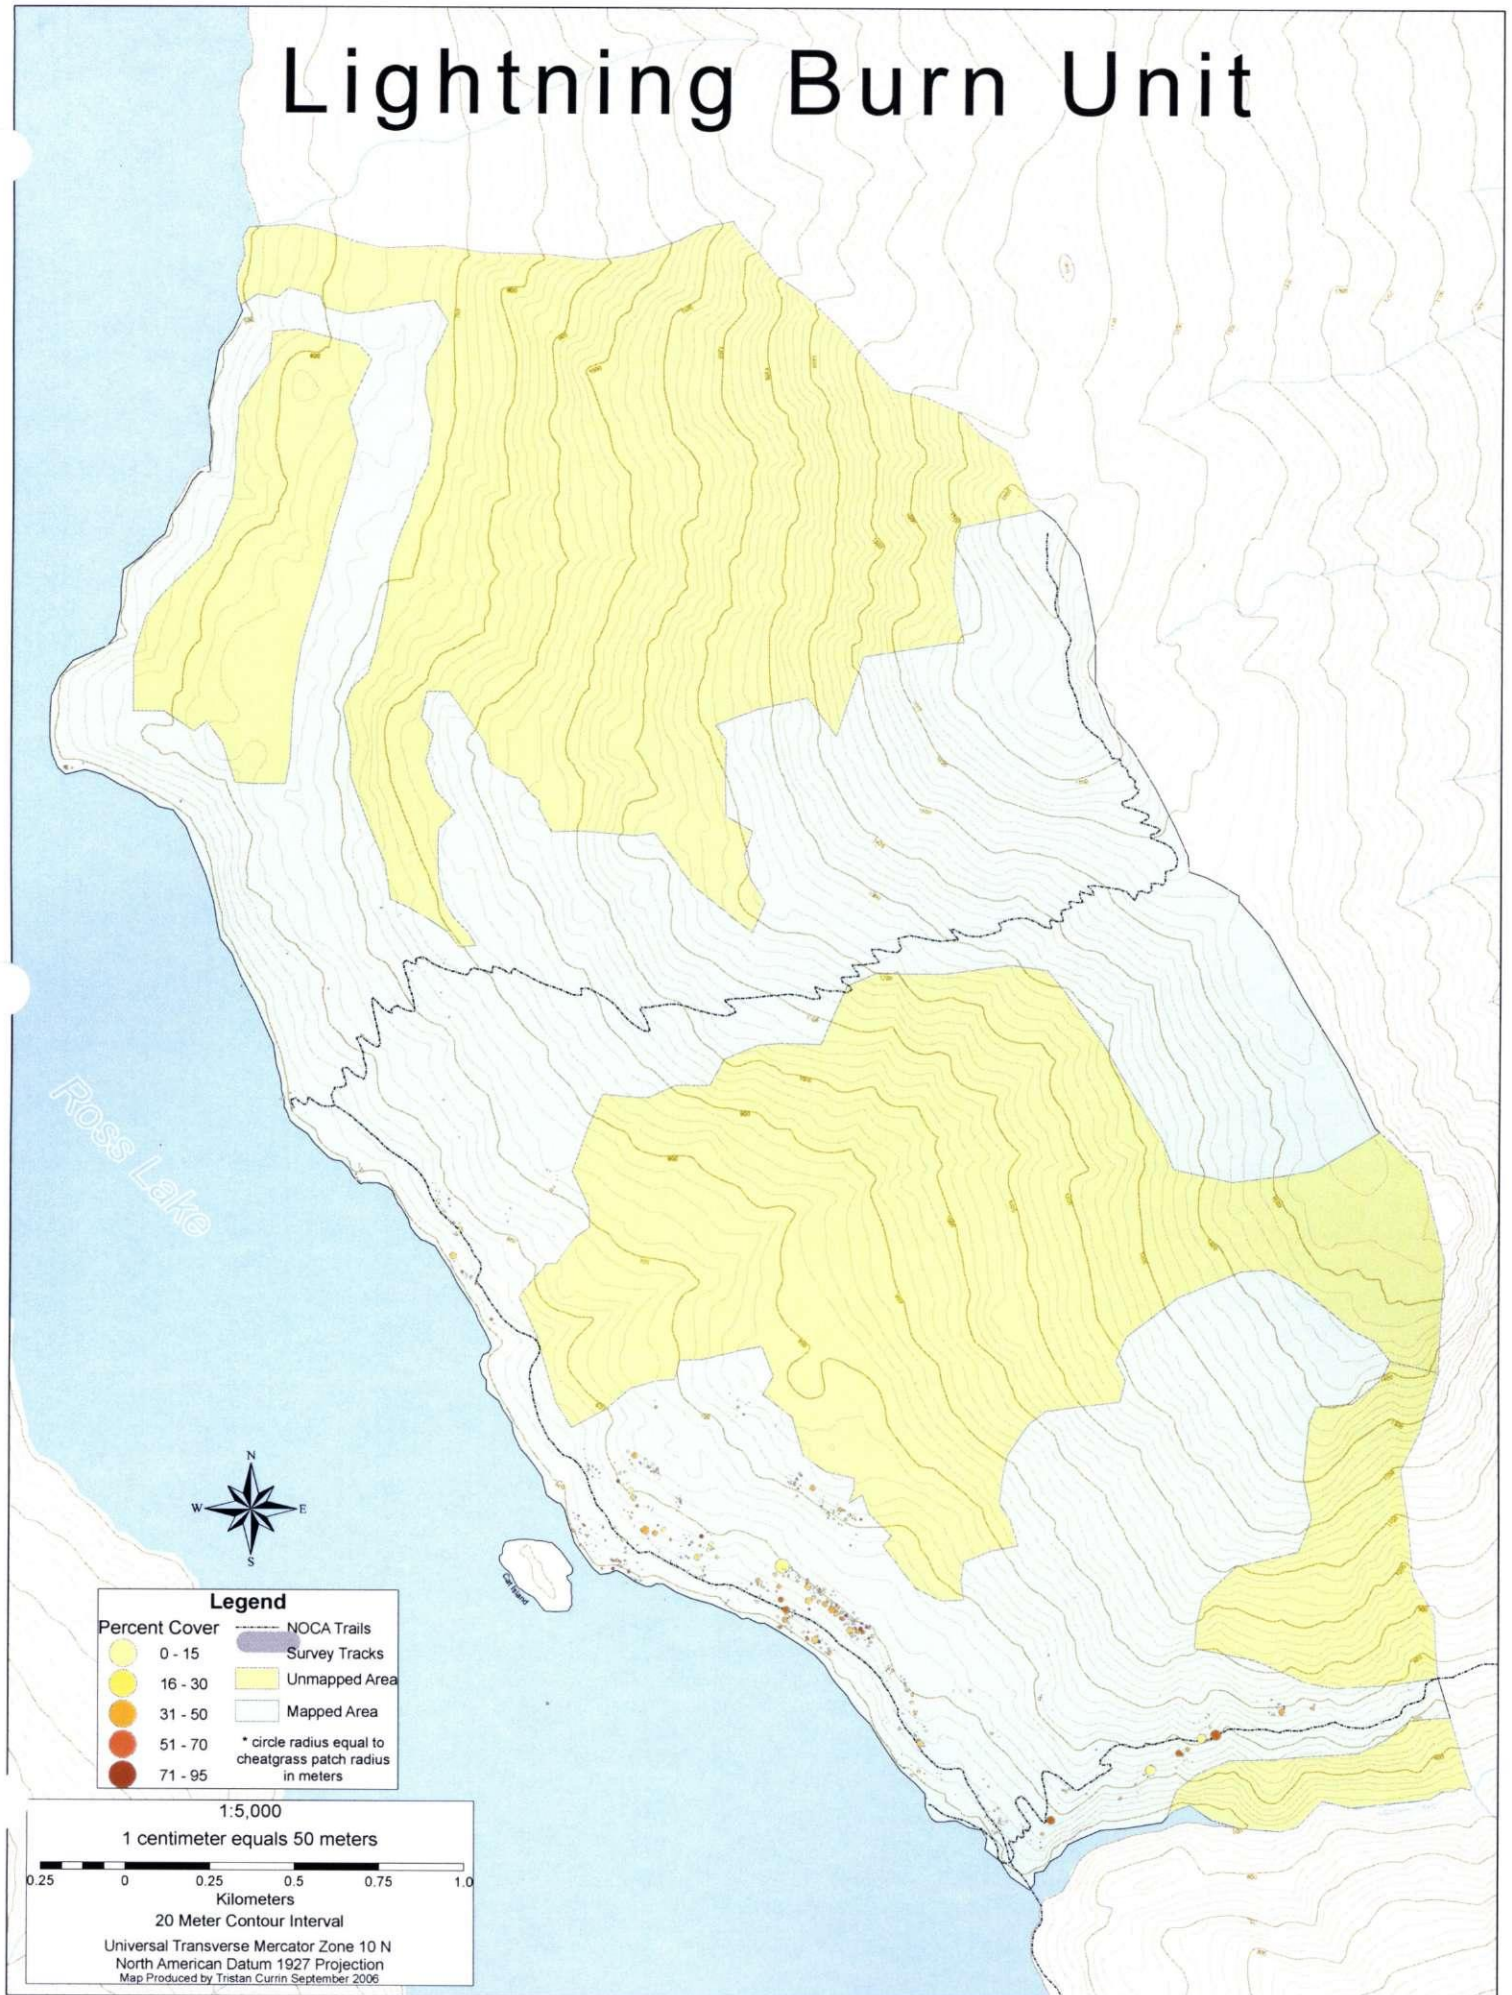 Lightning Burn Unit
Ross Lake
N
W
E
S
Cat Island
Legend
Percent Cover
0 - 15
16 - 30
31 - 50
51 - 70
71 - 95
NOCA Trails
Survey Tracks
Unmapped Area
Mapped Area
* circle radius equal to
cheatgrass patch radius
in meters
1:5,000
1 centimeter equals 50 meters
0.25 0 0.25 0.5 0.75 1.0
Kilometers
20 Meter Contour Interval
Universal Transverse Mercator Zone 10 N
North American Datum 1927 Projection
Map Produced by Tristan Currin September 2006